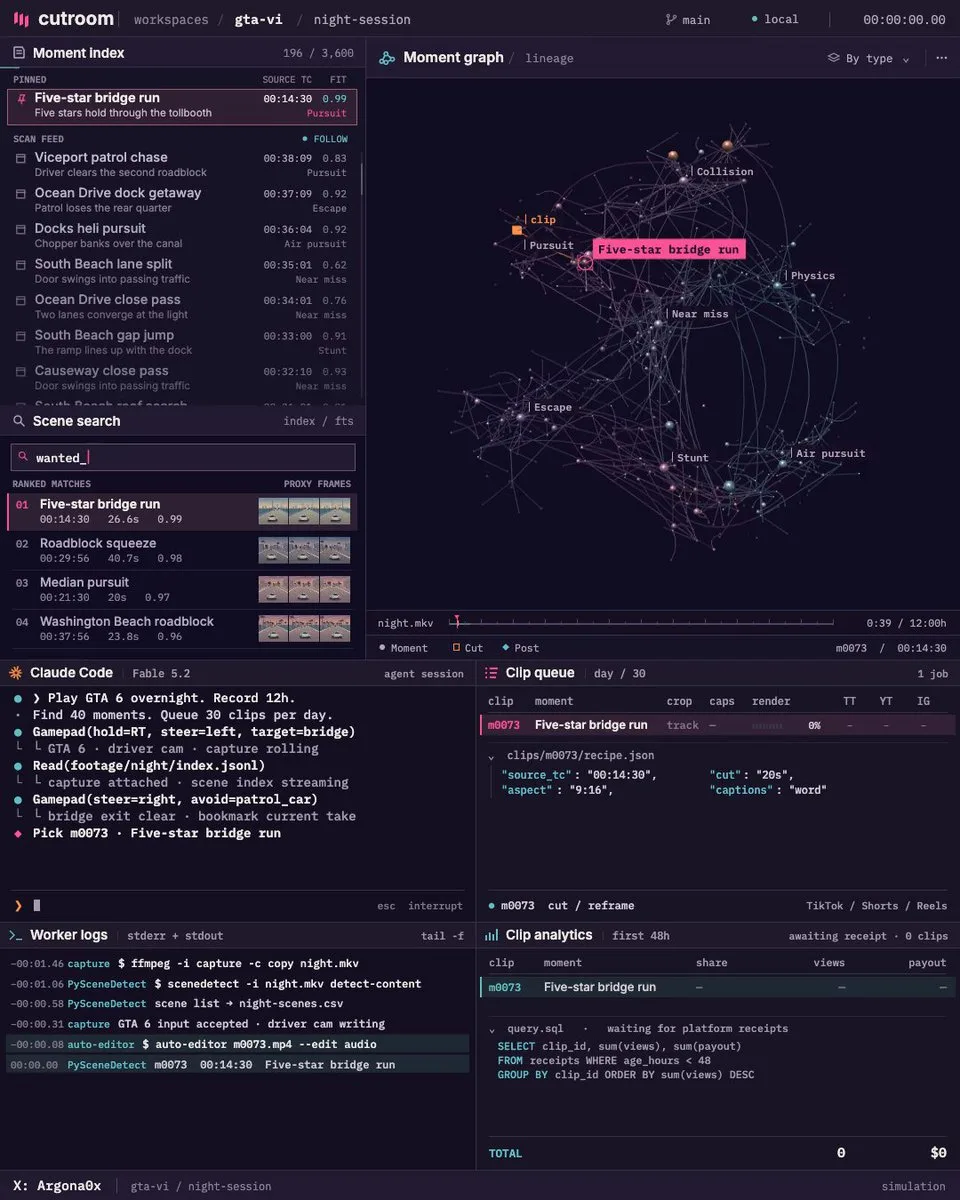 cutroom workspaces / gta-vi / night-session main local 00:00:00.00
Moment index 196 / 3,600
PINNED SOURCE TC FIT
Five-star bridge run 00:14:30 0.99
Five stars hold through the tollbooth Pursuit
SCAN FEED FOLLOW
Viceport patrol chase 00:38:09 0.83
Driver clears the second roadblock Pursuit
Ocean Drive dock getaway 00:37:09 0.92
Patrol loses the rear quarter Escape
Docks heli pursuit 00:36:04 0.92
Chopper banks over the canal Air pursuit
South Beach lane split 00:35:01 0.62
Door swings into passing traffic Near miss
Ocean Drive close pass 00:34:01 0.76
Two lanes converge at the light Near miss
South Beach gap jump 00:33:00 0.91
The ramp lines up with the dock Stunt
Causeway close pass 00:32:10 0.93
Door swings into passing traffic Near miss
Scene search index / fts
wanted_
RANKED MATCHES PROXY FRAMES
01 Five-star bridge run
00:14:30 26.6s 0.99
02 Roadblock squeeze
00:29:56 40.7s 0.98
03 Median pursuit
00:21:30 20s 0.97
04 Washington Beach roadblock
00:37:56 23.8s 0.96
Moment graph / lineage By type ...
Collision
clip
Pursuit
Five-star bridge run
Physics
Near miss
Escape
Air pursuit
Stunt
night.mkv 0:39 / 12:00h
Moment Cut Post m0073 / 00:14:30
Claude Code Fable 5.2 agent session
❯ Play GTA 6 overnight. Record 12h.
· Find 40 moments. Queue 30 clips per day.
Gamepad(hold=RT, steer=left, target=bridge)
└ └ GTA 6 · driver cam · capture rolling
Read(footage/night/index.jsonl)
└ └ capture attached · scene index streaming
Gamepad(steer=right, avoid=patrol_car)
└ └ bridge exit clear · bookmark current take
Pick m0073 · Five-star bridge run
❯ esc interrupt
Clip queue day / 30 1 job
clip moment crop caps render TT YT IG
m0073 Five-star bridge run track — 0% – – –
clips/m0073/recipe.json
"source_tc" : "00:14:30", "cut" : "20s",
"aspect" : "9:16", "captions" : "word"
m0073 cut / reframe TikTok / Shorts / Reels
Worker logs stderr + stdout tail -f
-00:01.46 capture $ ffmpeg -i capture -c copy night.mkv
-00:01.06 PySceneDetect $ scenedetect -i night.mkv detect-content
-00:00.58 PySceneDetect scene list → night-scenes.csv
-00:00.31 capture GTA 6 input accepted · driver cam writing
-00:00.08 auto-editor $ auto-editor m0073.mp4 --edit audio
00:00.00 PySceneDetect m0073 00:14:30 Five-star bridge run
Clip analytics first 48h awaiting receipt · 0 clips
clip moment share views payout
m0073 Five-star bridge run — — —
query.sql · waiting for platform receipts
SELECT clip_id, sum(views), sum(payout)
FROM receipts WHERE age_hours < 48
GROUP BY clip_id ORDER BY sum(views) DESC
TOTAL 0 $0
X: Argona0x gta-vi / night-session simulation